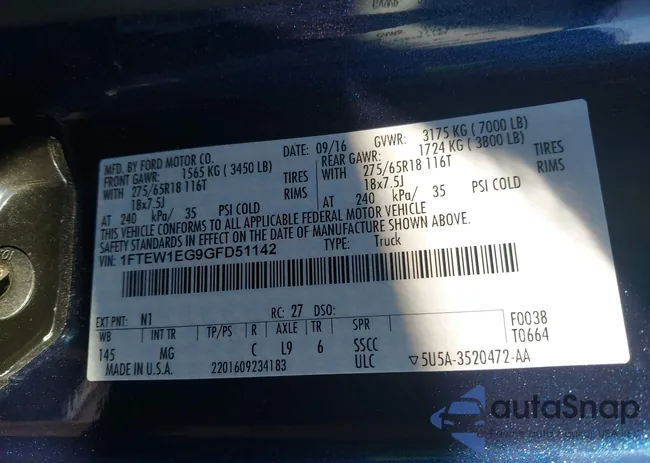 MFD. BY FORD MOTOR CO.
DATE: 09/16
GVWR: 3175 KG ( 7000 LB)
FRONT GAWR: 1565 KG ( 3450 LB)
REAR GAWR: 1724 KG ( 3800 LB)
WITH 275/65R18 116T TIRES
WITH 275/65R18 116T TIRES
18x7.5J RIMS
18x7.5J RIMS
AT 240 kPa/ 35 PSI COLD
AT 240 kPa/ 35 PSI COLD
THIS VEHICLE CONFORMS TO ALL APPLICABLE FEDERAL MOTOR VEHICLE
SAFETY STANDARDS IN EFFECT ON THE DATE OF MANUFACTURE SHOWN ABOVE.
VIN: 1FTEW1EG9GFD51142
TYPE: Truck
EXT PNT: N1 RC: 27 DSO: F0038
WB INT TR TP/PS R AXLE TR SPR T0664
145 MG C L9 6 SSCC
MADE IN U.S.A. 2201609234183 ULC ▽5U5A-3520472-AA
autoSnap